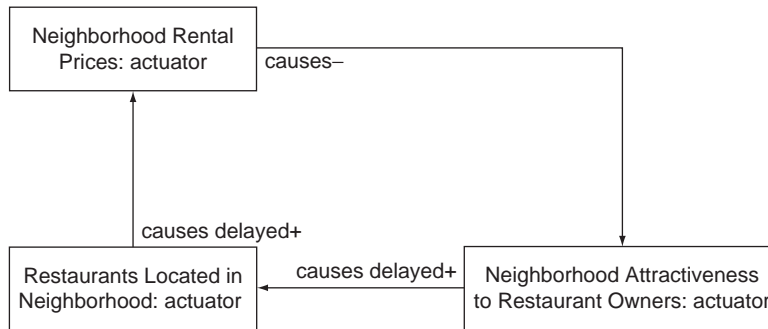 Neighborhood Rental
Prices: actuator
causes–
causes delayed+
causes delayed+
Restaurants Located in
Neighborhood: actuator
Neighborhood Attractiveness
to Restaurant Owners: actuator